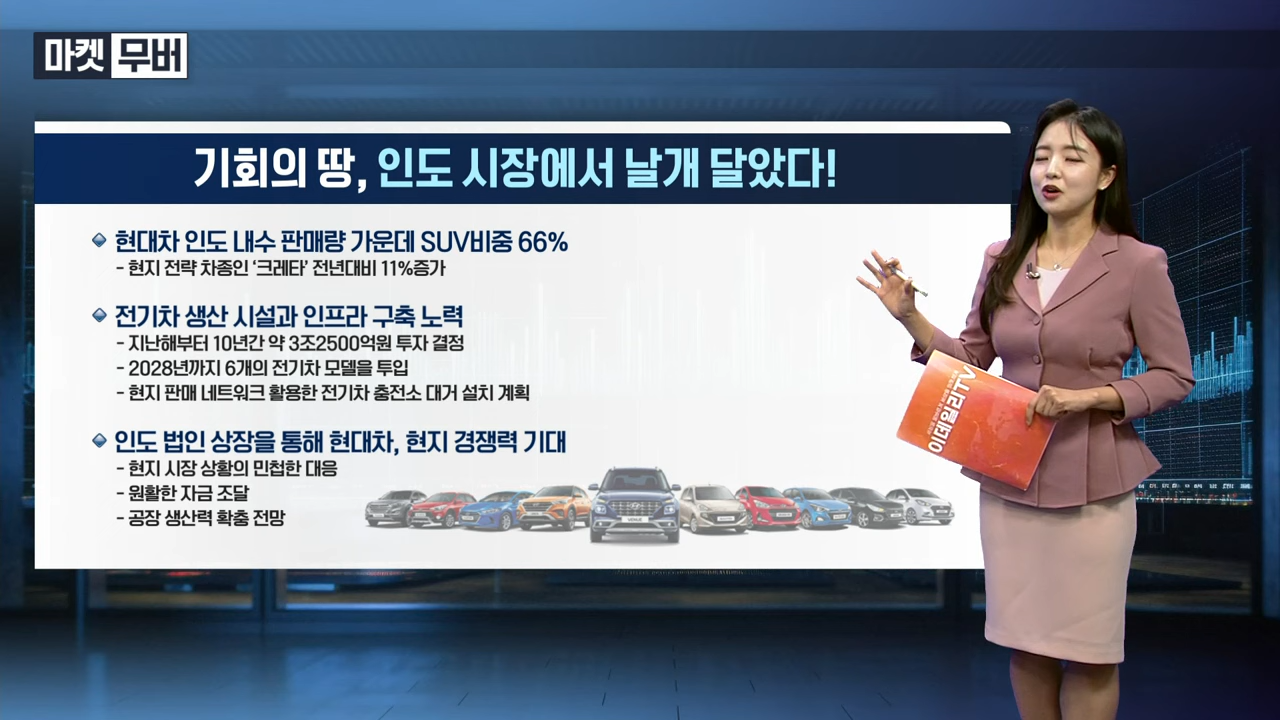 마켓 무버
기회의 땅, 인도 시장에서 날개 달았다!
현대차 인도 내수 판매량 가운데 SUV비중 66%
- 현지 전략 차종인 ‘크레타’ 전년대비 11%증가
전기차 생산 시설과 인프라 구축 노력
- 지난해부터 10년간 약 3조2500억원 투자 결정
- 2028년까지 6개의 전기차 모델을 투입
- 현지 판매 네트워크 활용한 전기차 충전소 대거 설치 계획
인도 법인 상장을 통해 현대차, 현지 경쟁력 기대
- 현지 시장 상황의 민첩한 대응
- 원활한 자금 조달
- 공장 생산력 확충 전망
VENUE
이데일리TV